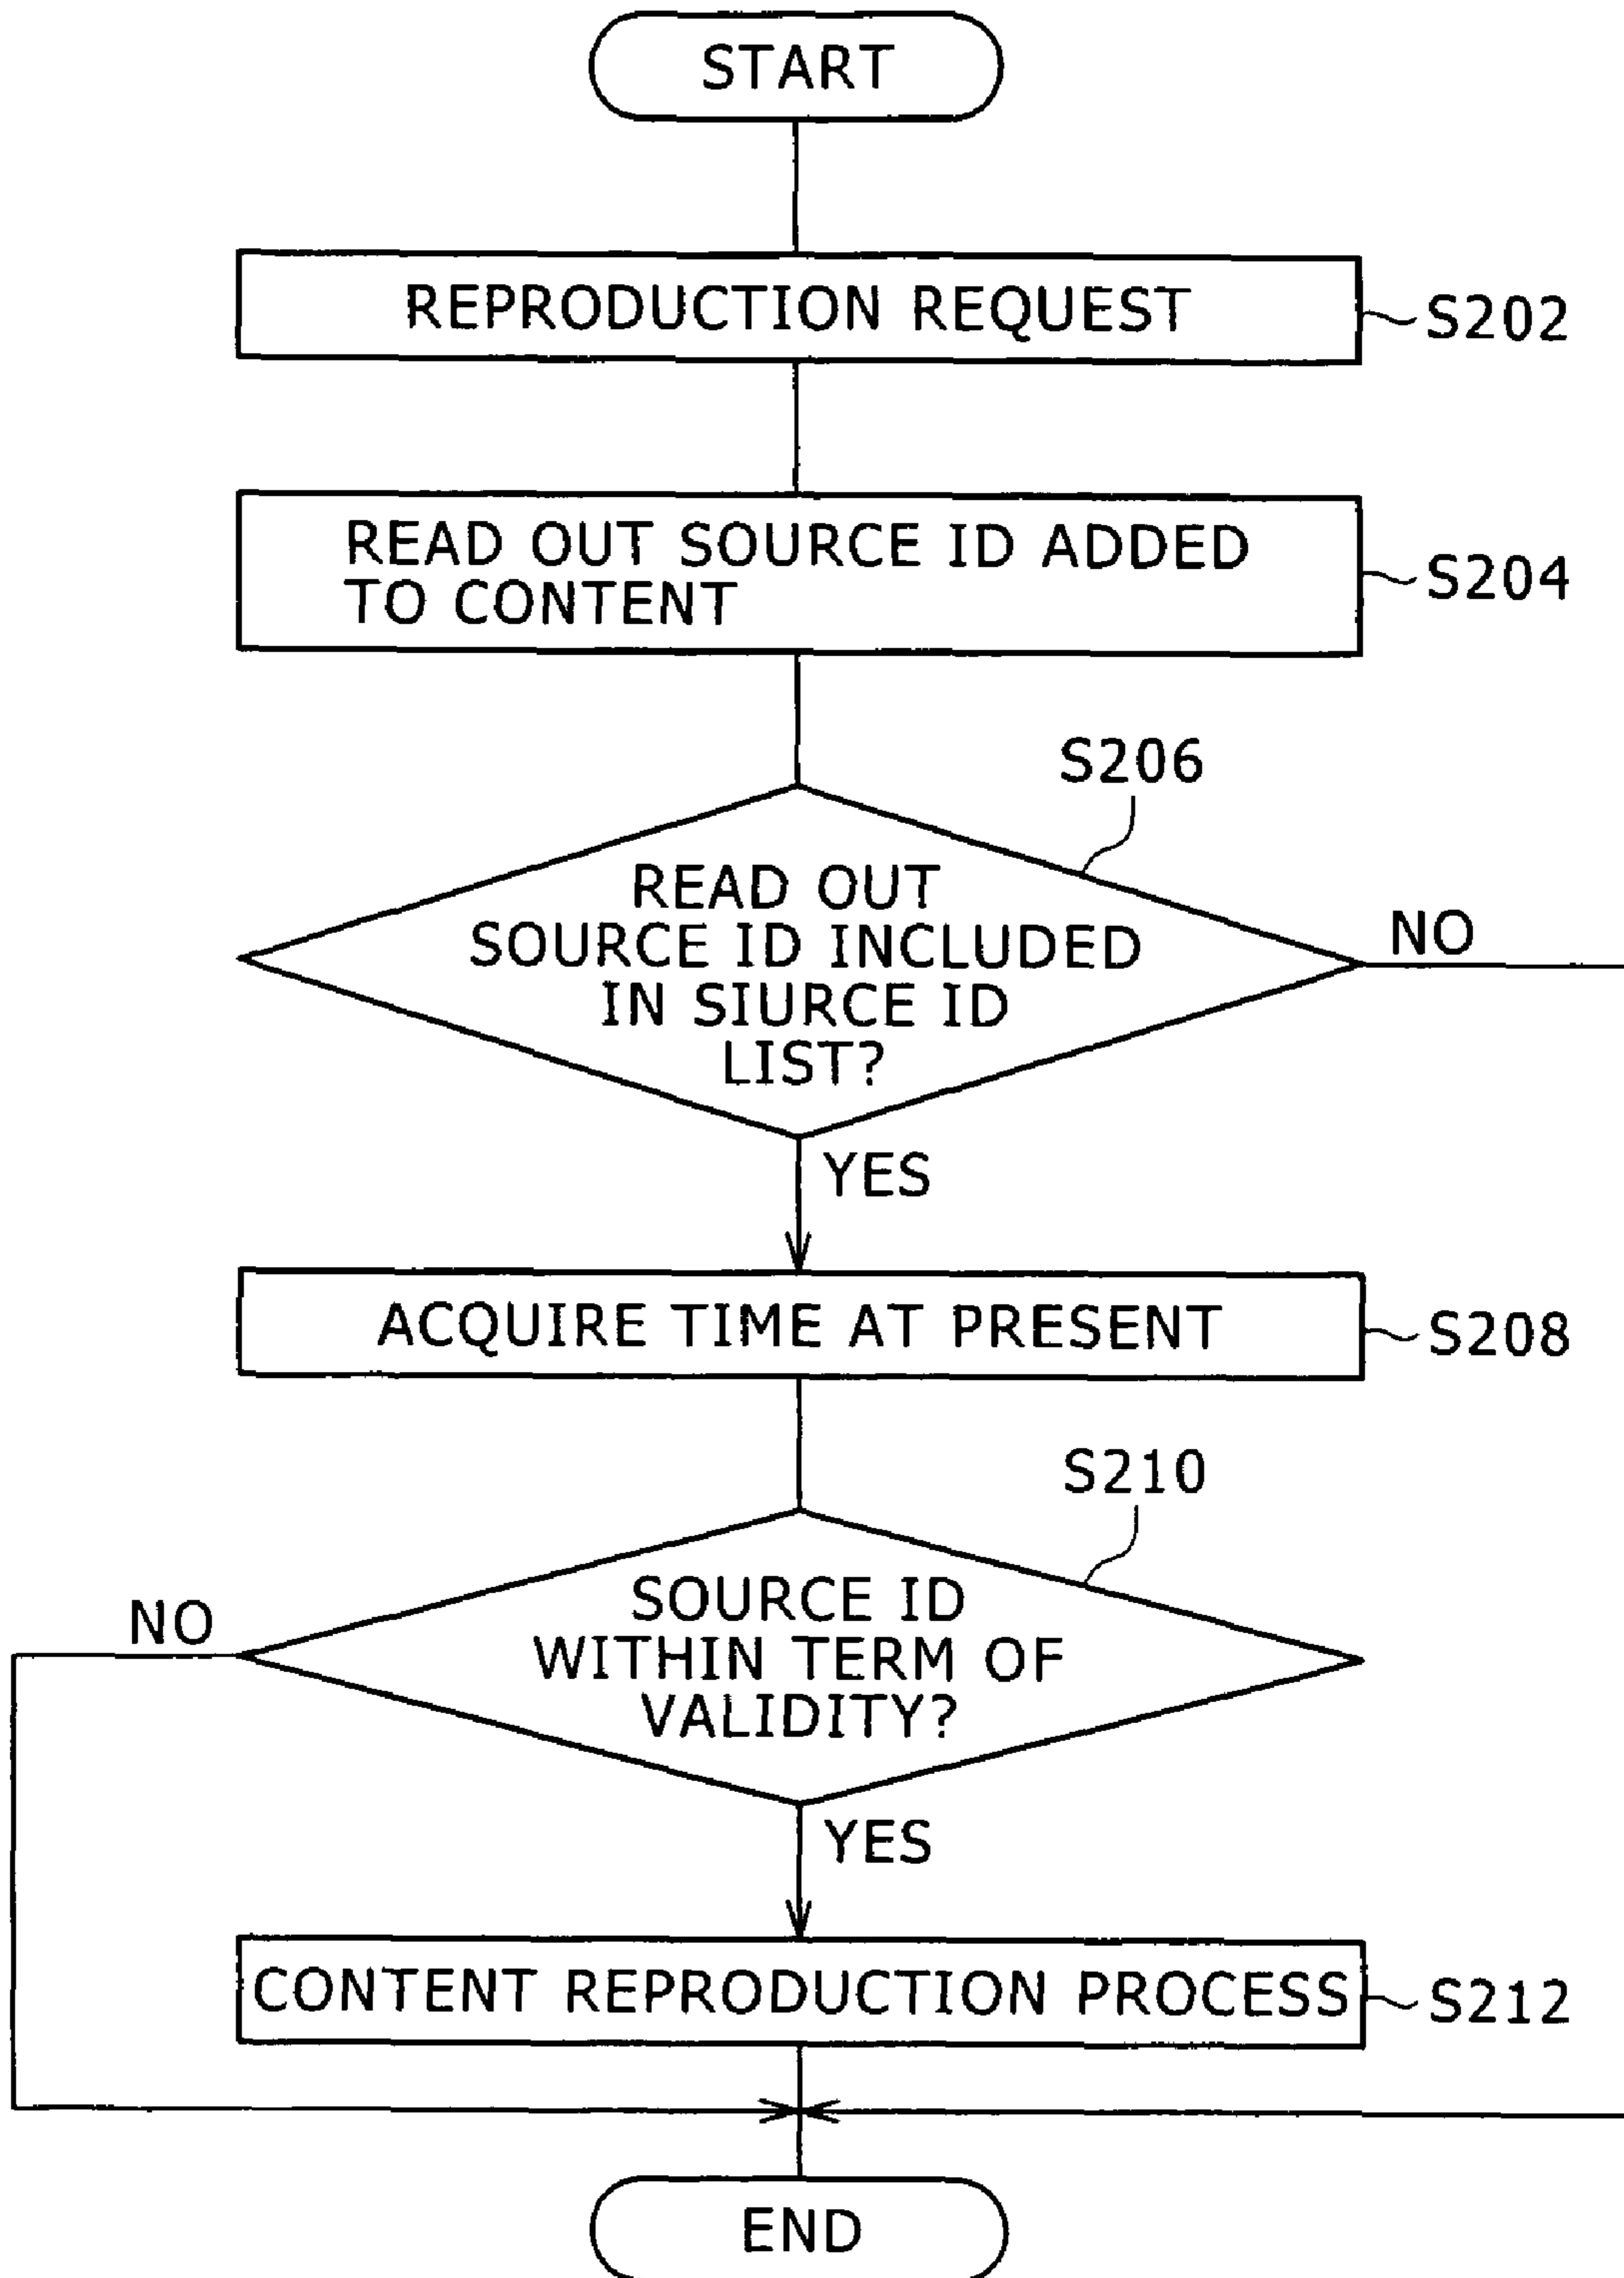 START
REPRODUCTION REQUEST
S202
READ OUT SOURCE ID ADDED
TO CONTENT
S204
S206
READ OUT
SOURCE ID INCLUDED
IN SIURCE ID
LIST?
NO
YES
ACQUIRE TIME AT PRESENT
S208
S210
SOURCE ID
WITHIN TERM OF
VALIDITY?
NO
YES
CONTENT REPRODUCTION PROCESS
S212
END